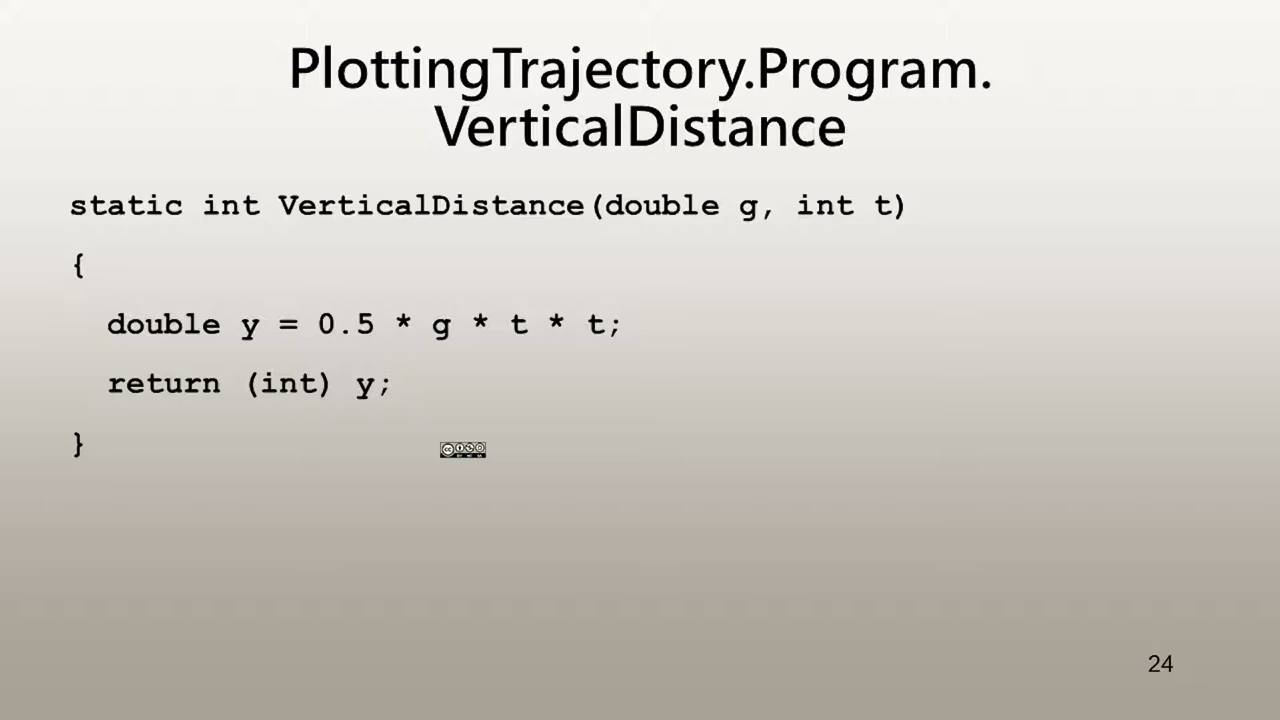 PlottingTrajectory.Program.
VerticalDistance
static int VerticalDistance(double g, int t)
{
double y = 0.5 * g * t * t;
return (int) y;
}
24